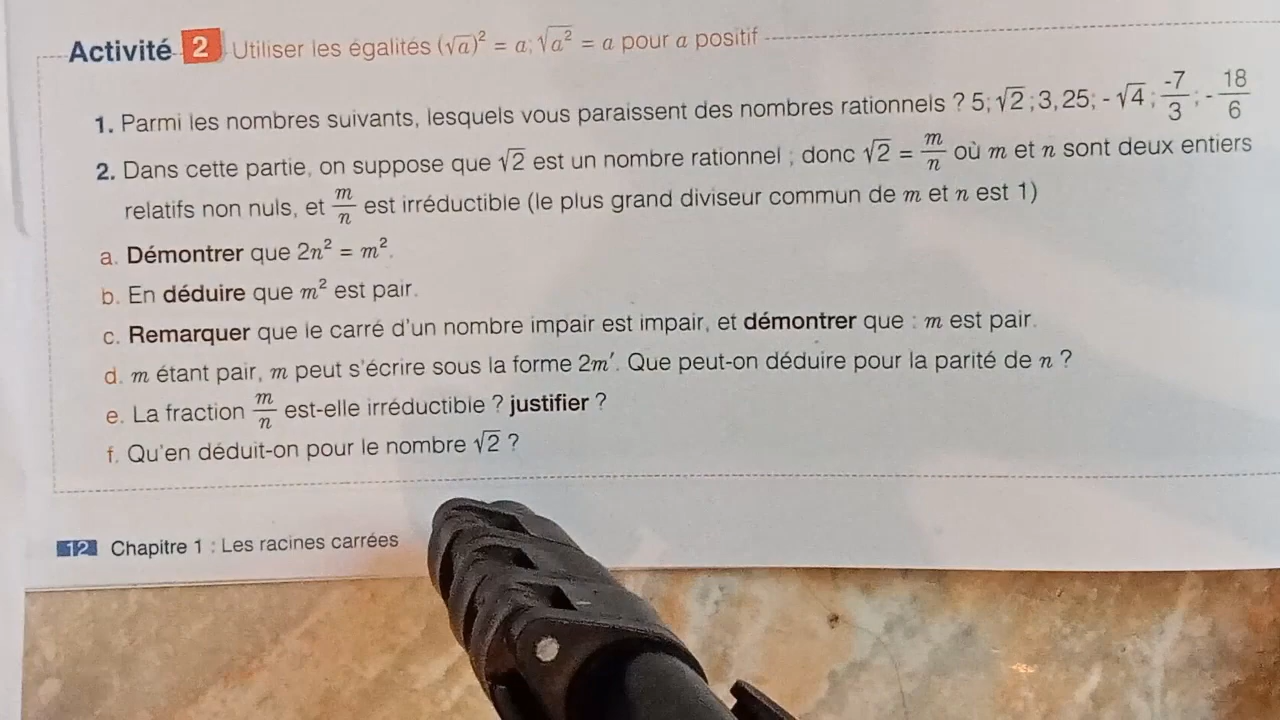 Activité 2 Utiliser les égalités (√a)² = a; √a² = a pour a positif
1. Parmi les nombres suivants, lesquels vous paraissent des nombres rationnels ? 5; √2 ; 3, 25; - √4 ; -7/3 ; - 18/6
2. Dans cette partie, on suppose que √2 est un nombre rationnel ; donc √2 = m/n où m et n sont deux entiers
relatifs non nuls, et m/n est irréductible (le plus grand diviseur commun de m et n est 1)
a. Démontrer que 2n² = m².
b. En déduire que m² est pair.
c. Remarquer que le carré d'un nombre impair est impair, et démontrer que : m est pair.
d. m étant pair, m peut s'écrire sous la forme 2m′. Que peut-on déduire pour la parité de n ?
e. La fraction m/n est-elle irréductible ? justifier ?
f. Qu'en déduit-on pour le nombre √2 ?
12 Chapitre 1 : Les racines carrées